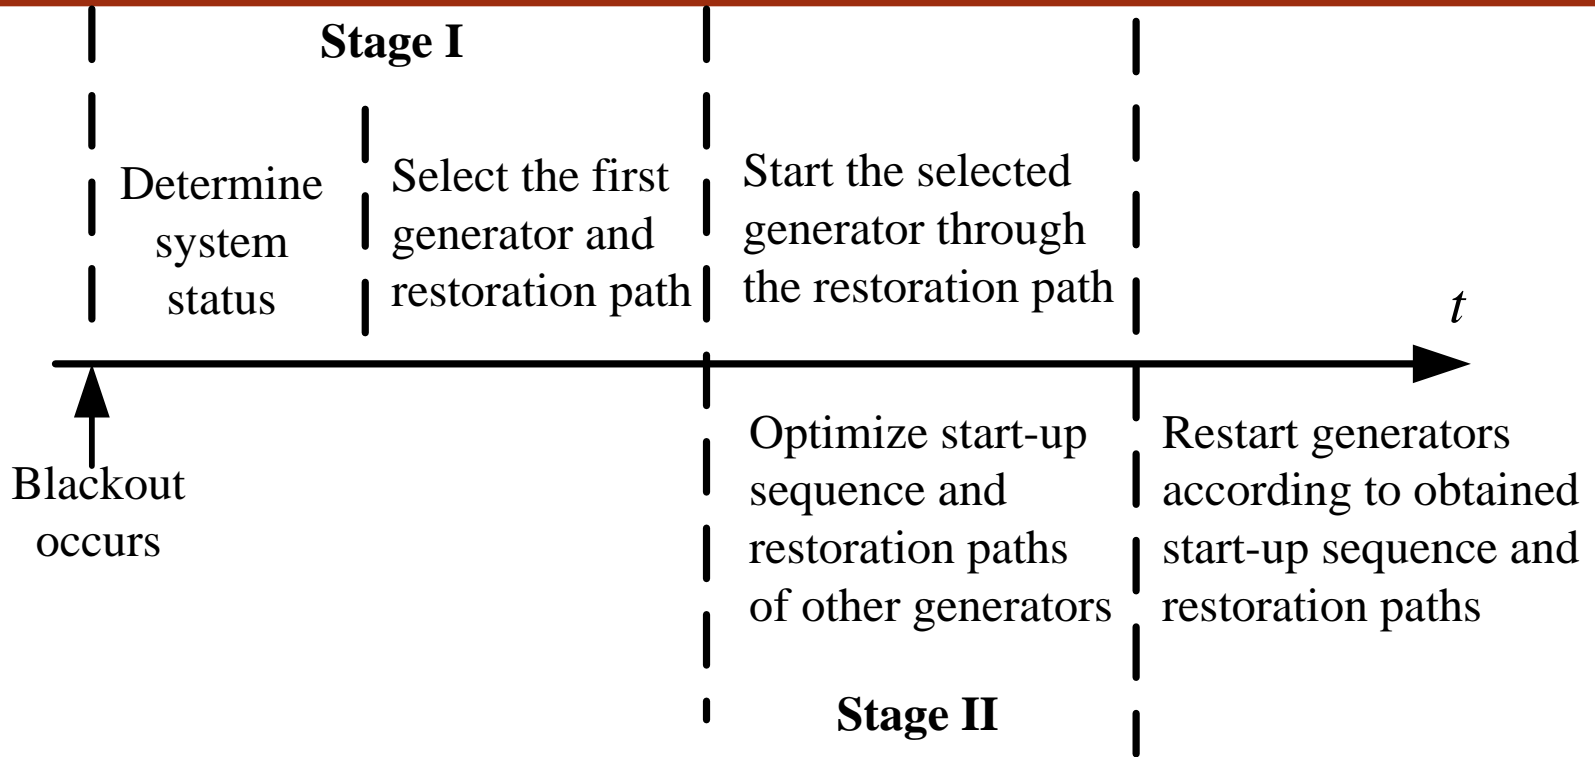 Stage I
Determine
system
status
Select the first
generator and
restoration path
Start the selected
generator through
the restoration path
t
Blackout
occurs
Optimize start-up
sequence and
restoration paths
of other generators
Restart generators
according to obtained
start-up sequence and
restoration paths
Stage II